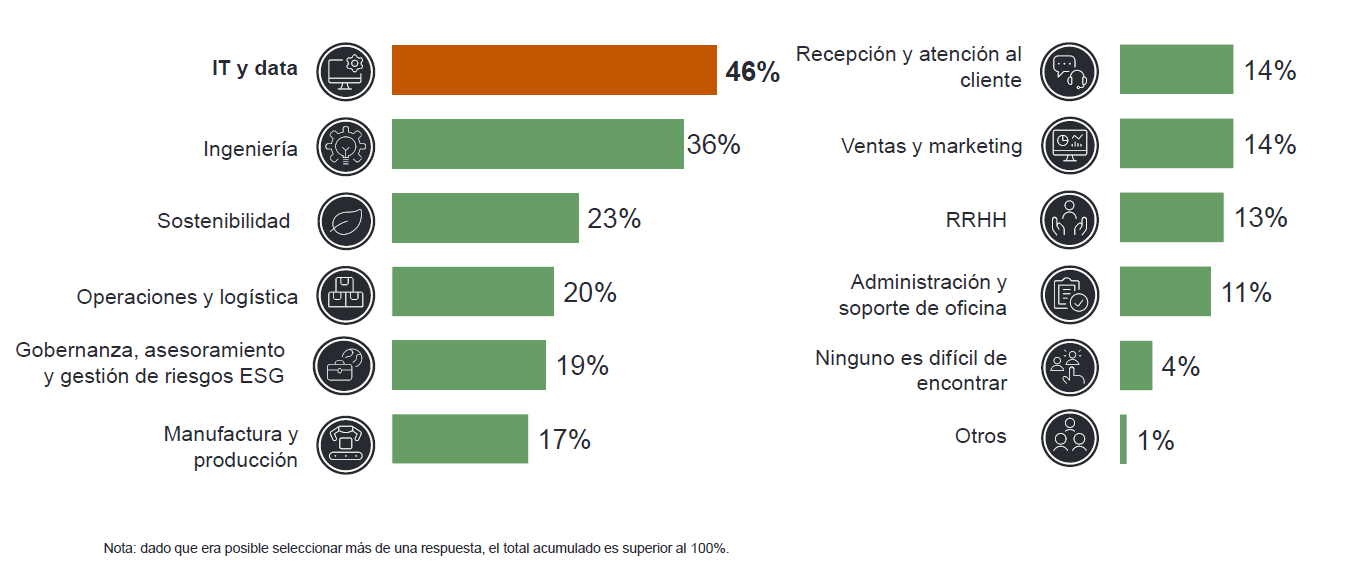 IT y data
46%
Ingeniería
36%
Sostenibilidad
23%
Operaciones y logística
20%
Gobernanza, asesoramiento
y gestión de riesgos ESG
19%
Manufactura y
producción
17%
Recepción y atención al
cliente
14%
Ventas y marketing
14%
RRHH
13%
Administración y
soporte de oficina
11%
Ninguno es difícil de
encontrar
4%
Otros
1%
Nota: dado que era posible seleccionar más de una respuesta, el total acumulado es superior al 100%.